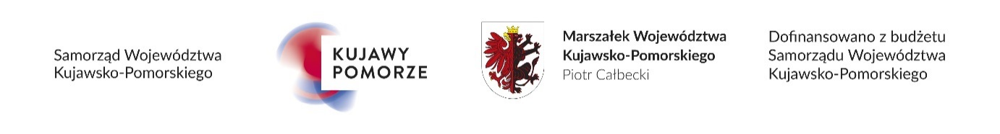 Samorząd Województwa
Kujawsko-Pomorskiego
KUJAWY
POMORZE
Marszałek Województwa
Kujawsko-Pomorskiego
Piotr Całbecki
Dofinansowano z budżetu
Samorządu Województwa
Kujawsko-Pomorskiego